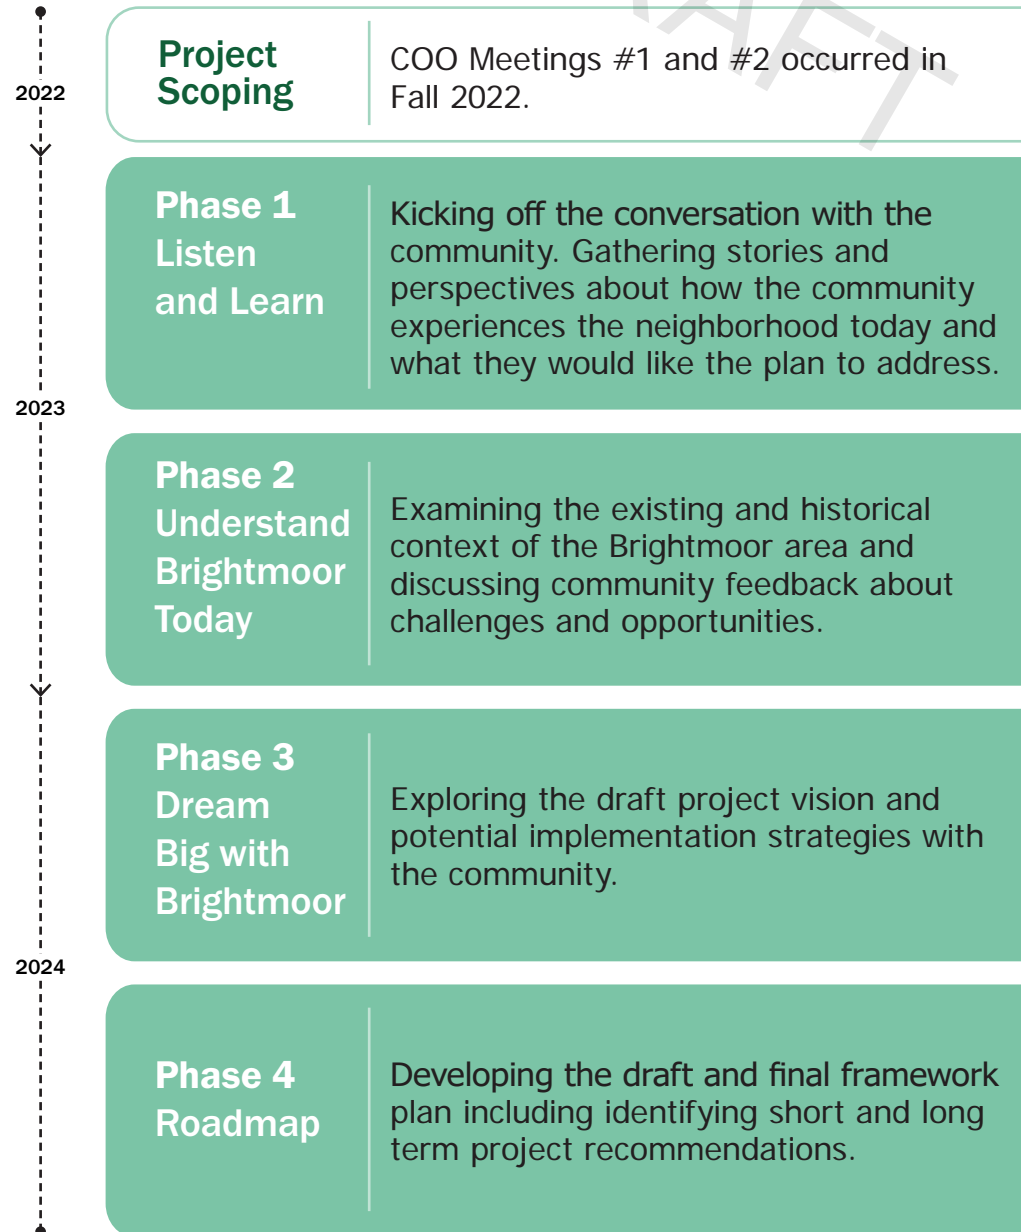 DRAFT
2022
Project
Scoping
COO Meetings #1 and #2 occurred in
Fall 2022.
Phase 1
Listen
and Learn
Kicking off the conversation with the
community. Gathering stories and
perspectives about how the community
experiences the neighborhood today and
what they would like the plan to address.
2023
Phase 2
Understand
Brightmoor
Today
Examining the existing and historical
context of the Brightmoor area and
discussing community feedback about
challenges and opportunities.
Phase 3
Dream
Big with
Brightmoor
Exploring the draft project vision and
potential implementation strategies with
the community.
2024
Phase 4
Roadmap
Developing the draft and final framework
plan including identifying short and long
term project recommendations.